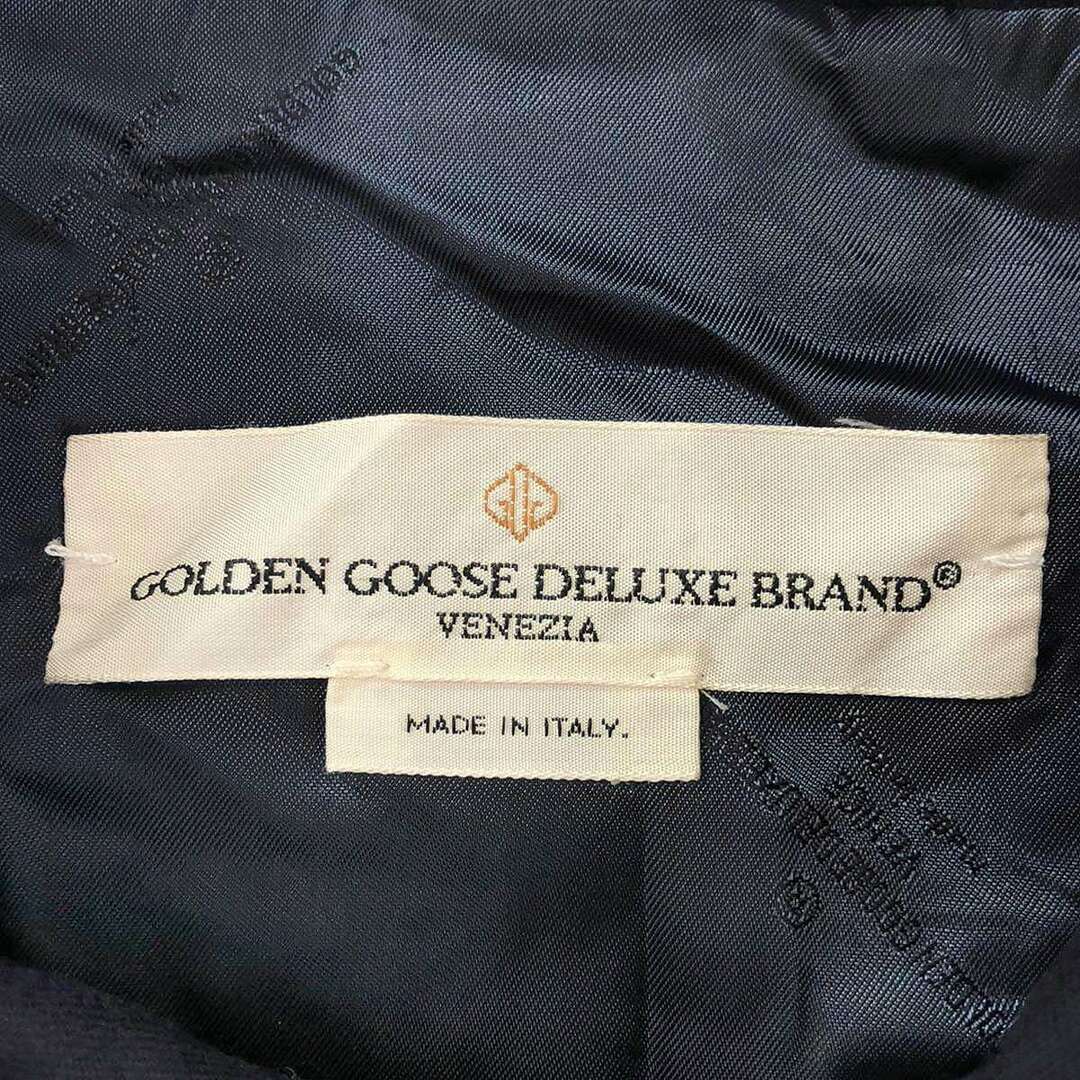 GOLDEN GOOSE DELUXE BRAND®
VENEZIA
MADE IN ITALY.